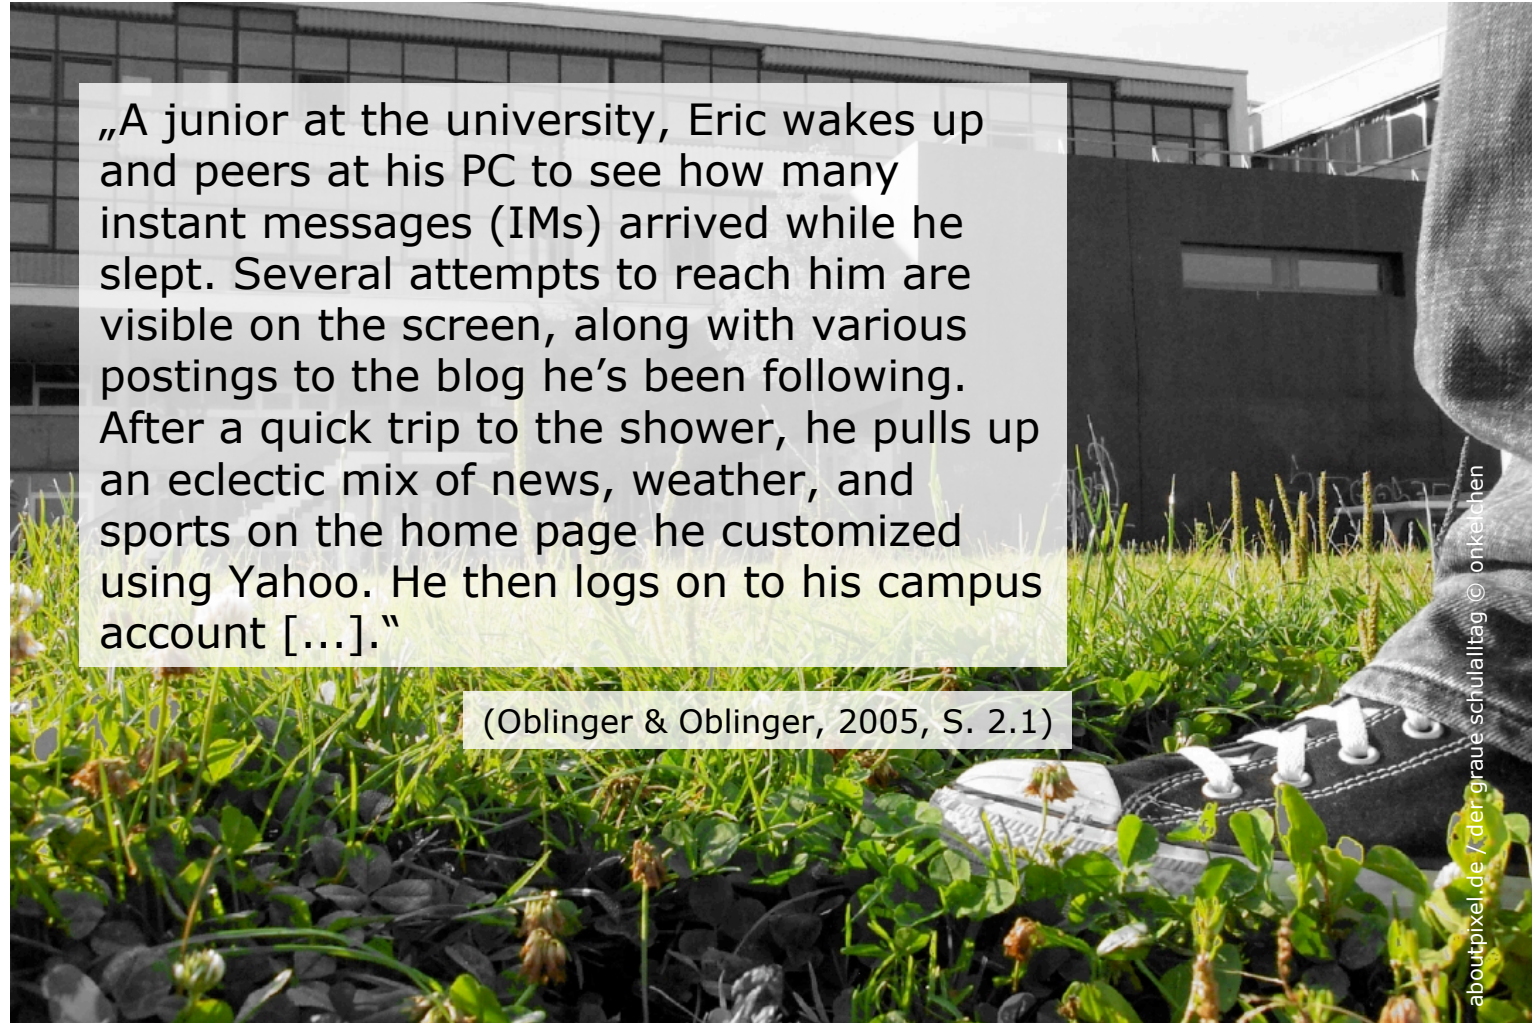 „A junior at the university, Eric wakes up
and peers at his PC to see how many
instant messages (IMs) arrived while he
slept. Several attempts to reach him are
visible on the screen, along with various
postings to the blog he’s been following.
After a quick trip to the shower, he pulls up
an eclectic mix of news, weather, and
sports on the home page he customized
using Yahoo. He then logs on to his campus
account [...].“
(Oblinger & Oblinger, 2005, S. 2.1)
aboutpixel.de / der graue schulalltag © onkelchen